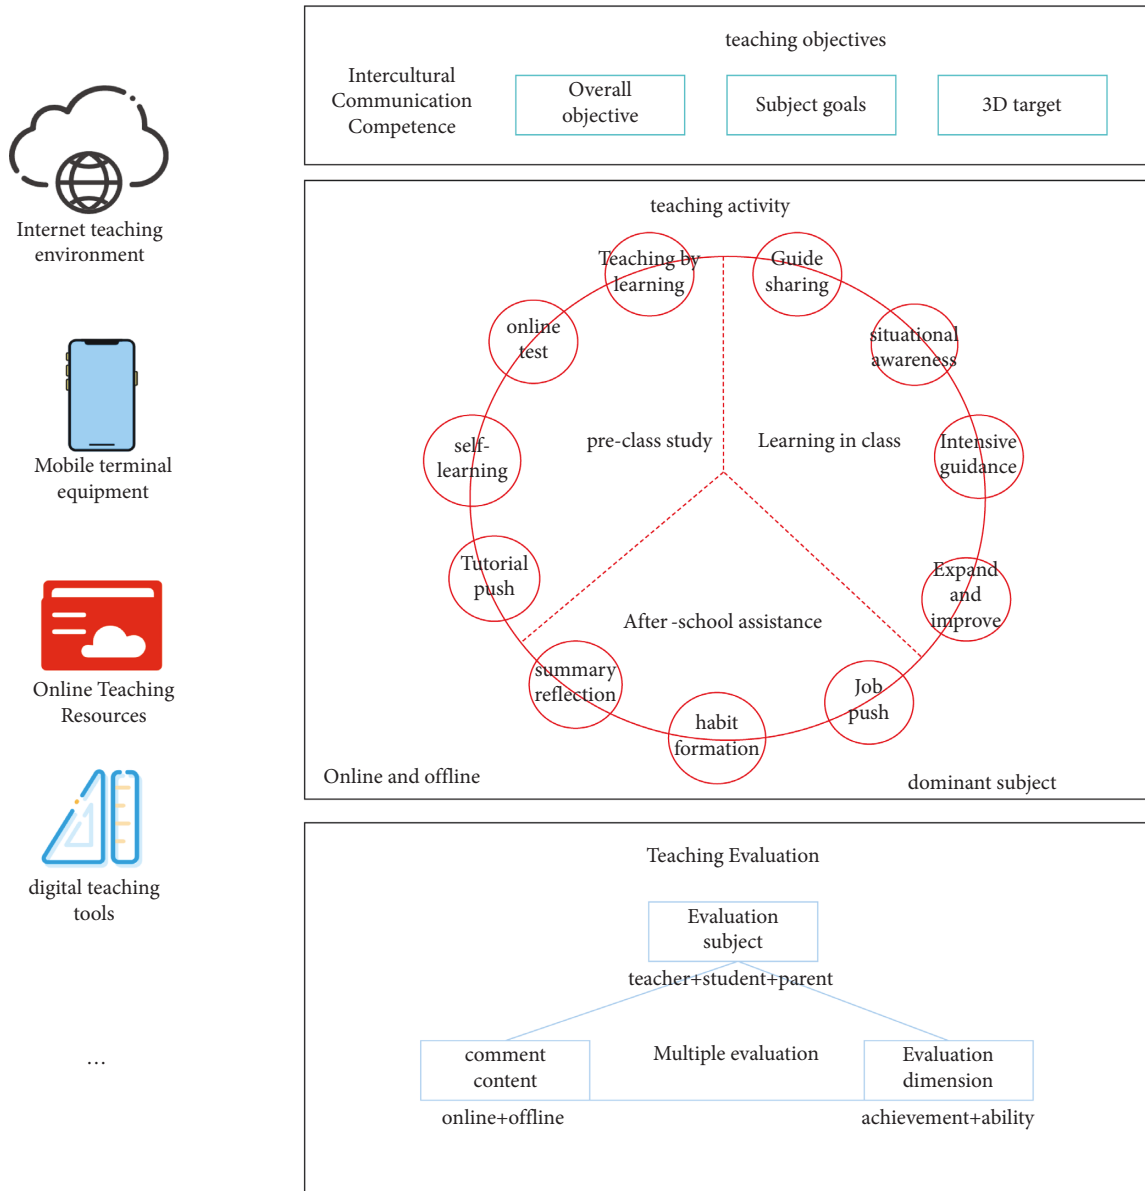 Internet teaching
environment
Mobile terminal
equipment
Online Teaching
Resources
digital teaching
tools
...
teaching objectives
Intercultural
Communication
Competence
Overall
objective
Subject goals
3D target
teaching activity
Teaching by
learning
Guide
sharing
online
test
situational
awareness
self-
learning
pre-class study
Learning in class
Intensive
guidance
Tutorial
push
Expand
and
improve
After -school assistance
summary
reflection
habit
formation
Job
push
Online and offline
dominant subject
Teaching Evaluation
Evaluation
subject
teacher+student+parent
comment
content
Multiple evaluation
Evaluation
dimension
online+offline
achievement+ability